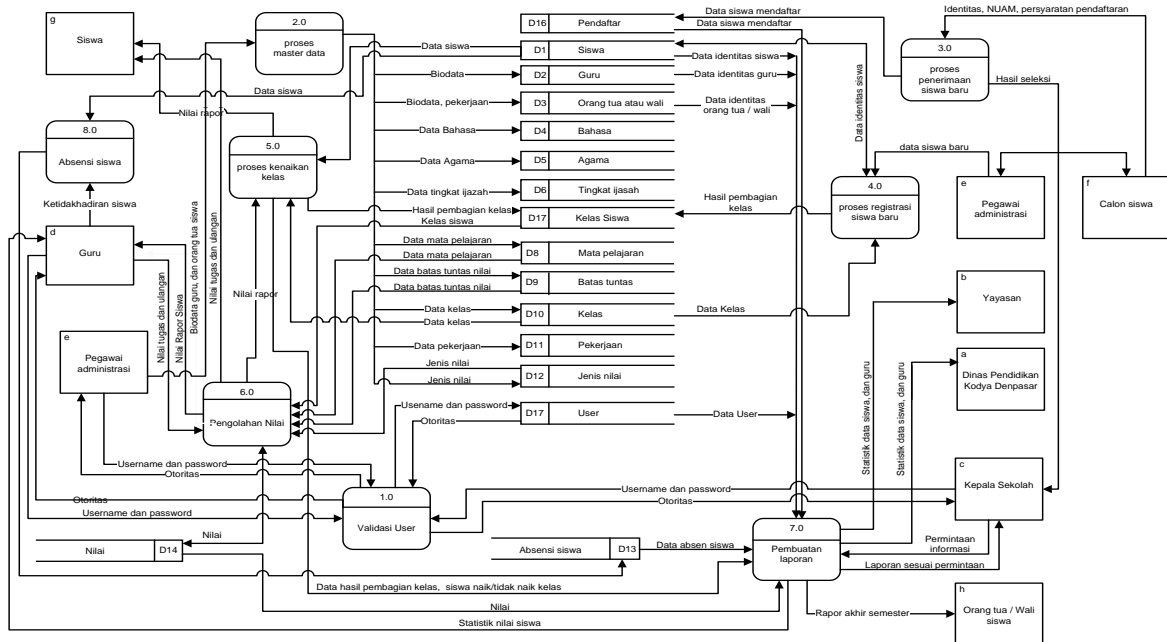 g
Siswa
2.0
proses
master data
D16
Pendaftar
Data siswa mendaftar
Data siswa mendaftar
Identitas, NUAM, persyaratan pendaftaran
3.0
proses
penerimaan
siswa baru
Hasil seleksi
Data siswa
D1
Siswa
Data identitas siswa
Biodata
D2
Guru
Data identitas guru
Data siswa
Nilai rapor
Biodata, pekerjaan
D3
Orang tua atau wali
Data identitas
orang tua / wali
Data identitas siswa
8.0
Absensi siswa
5.0
proses kenaikan
kelas
Data Bahasa
D4
Bahasa
Data Agama
D5
Agama
data siswa baru
Data tingkat ijazah
D6
Tingkat ijasah
4.0
proses registrasi
siswa baru
e
Pegawai
administrasi
f
Calon siswa
Ketidakhadiran siswa
Hasil pembagian kelas
Kelas siswa
D17
Kelas Siswa
Hasil pembagian
kelas
d
Guru
Data mata pelajaran
Data mata pelajaran
D8
Mata pelajaran
Data batas tuntas nilai
Data batas tuntas nilai
D9
Batas tuntas
b
Yayasan
Nilai tugas dan ulangan
Nilai Rapor Siswa
Biodata guru, dan orang tua siswa
Nilai tugas dan ulangan
Nilai rapor
Data kelas
Data kelas
D10
Kelas
Data Kelas
e
Pegawai
administrasi
Data pekerjaan
D11
Pekerjaan
a
Dinas Pendidikan
Kodya Denpasar
Jenis nilai
Jenis nilai
D12
Jenis nilai
Statistik data siswa, dan guru
Statistik data siswa, dan guru
6.0
Pengolahan Nilai
Usename dan password
Otoritas
D17
User
Data User
Username dan password
Otoritas
1.0
Validasi User
Otoritas
Username dan password
Username dan password
Otoritas
c
Kepala Sekolah
Nilai
Nilai
D14
Absensi siswa
D13
Data absen siswa
7.0
Pembuatan
laporan
Permintaan
informasi
Laporan sesuai permintaan
Data hasil pembagian kelas, siswa naik/tidak naik kelas
Nilai
Statistik nilai siswa
Rapor akhir semester
h
Orang tua / Wali
siswa